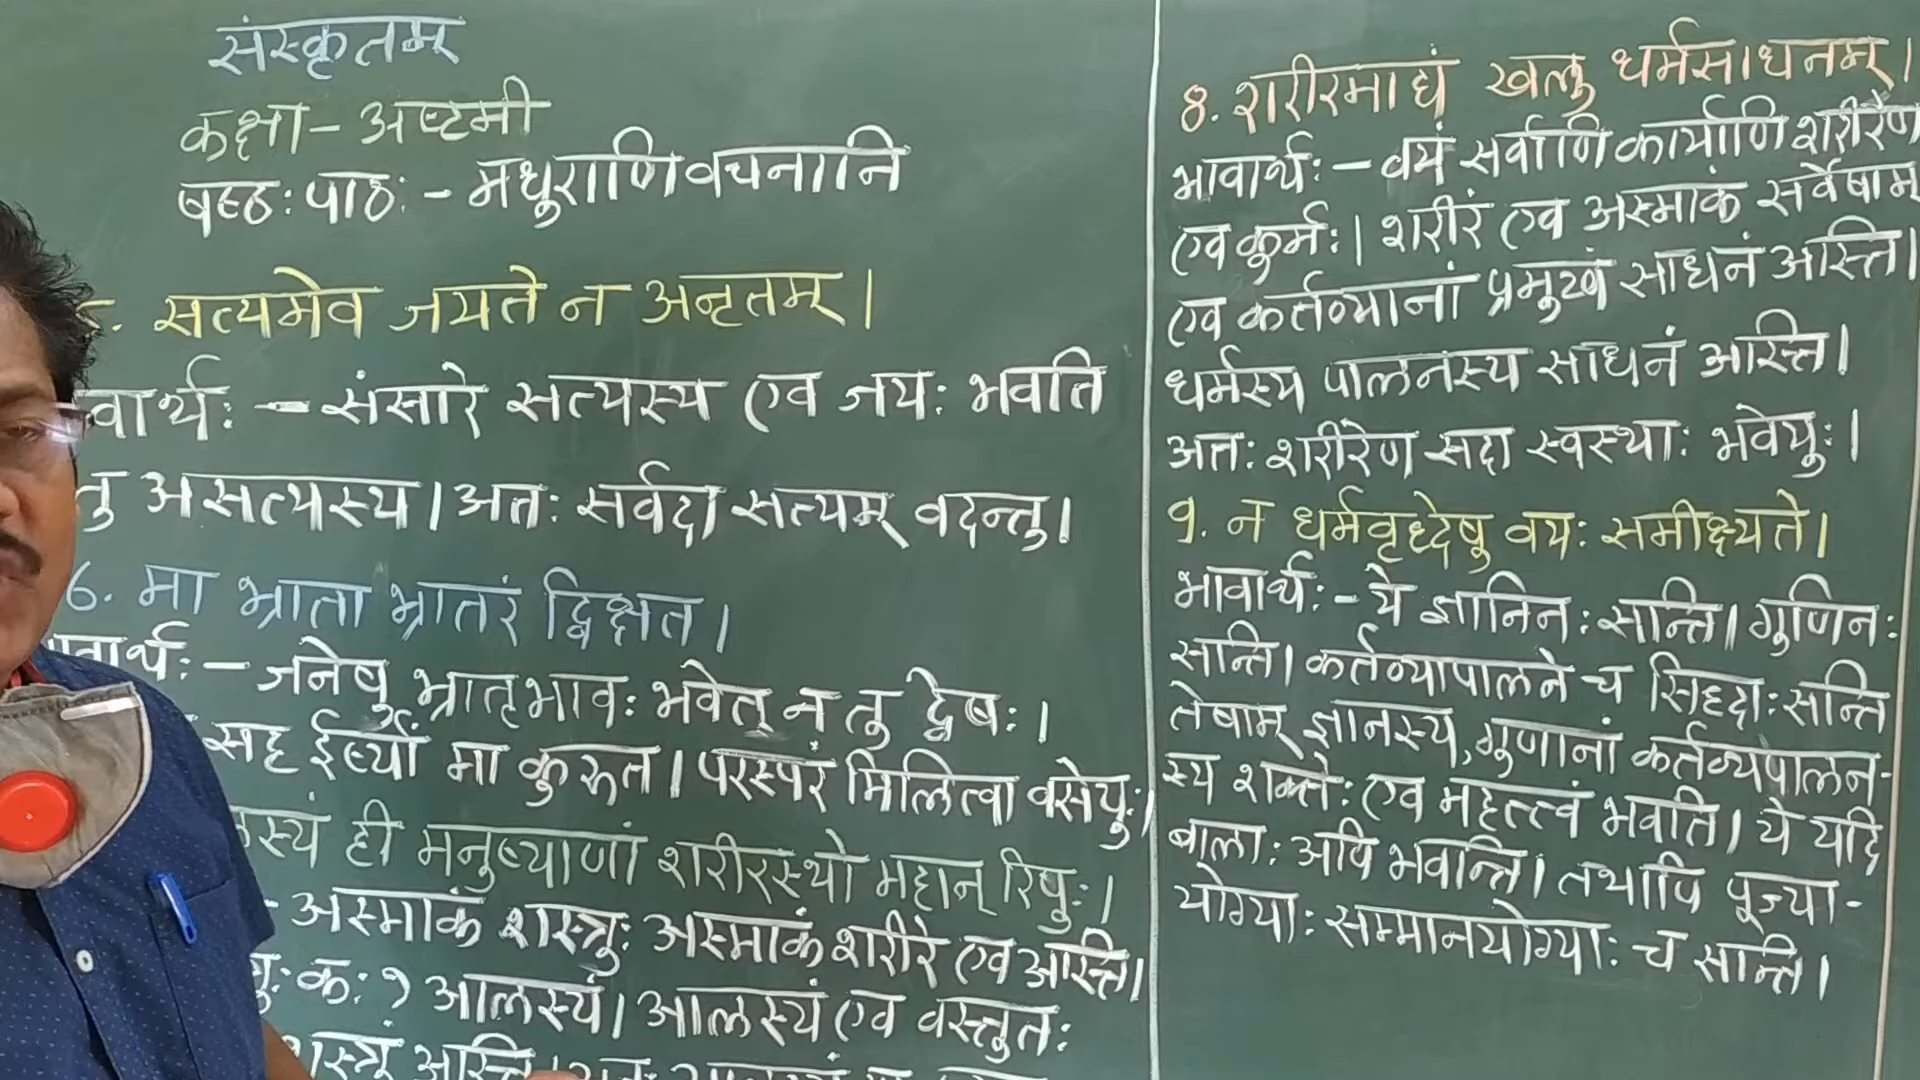 संस्कृतम्
कक्षा - अष्टमी
षष्ठः पाठः - मधुराणि वचनानि
सत्यमेव जयते न अनृतम्।
वार्थः - संसारे सत्यस्य एव जयः भवति
तु असत्यस्य। अतः सर्वदा सत्यम् वदन्तु।
6. मा भ्राता भ्रातरं द्विक्षत।
र्थः - जनेषु भ्रातृभावः भवेत् न तु द्वेषः।
सह ईर्ष्यां मा कुरूत। परस्परं मिलित्वा वसेयुः।
स्यं ही मनुष्याणां शरीरस्थो महान् रिपुः।
- अस्माकं शस्त्रुः अस्माकं शरीरे एव अस्ति।
कः ? आलस्यं। आलस्यं एव वस्तुतः
अस्ति।
8. शरीरमाद्यं खलु धर्मसाधनम्।
भावार्थः - वयं सर्वाणि कार्याणि शरीरेण
एव कुर्मः। शरीरं एव अस्माकं सर्वेषाम्
एव कर्तव्यानां प्रमुखं साधनं अस्ति।
धर्मस्य पालनस्य साधनं अस्ति।
अतः शरीरेण सदा स्वस्थाः भवेयुः।
9. न धर्मवृद्धेषु वयः समीक्ष्यते।
भावार्थः - ये ज्ञानिनः सन्ति। गुणिनः
सन्ति। कर्तव्यापालने च सिद्धाः सन्ति
तेषाम् ज्ञानस्य, गुणानां कर्तव्यपालन-
स्य शक्तेः एव महत्त्वं भवति। ये यदि
बालाः अपि भवन्ति। तथापि पूज्या-
योग्याः सम्मानयोग्याः च सन्ति।